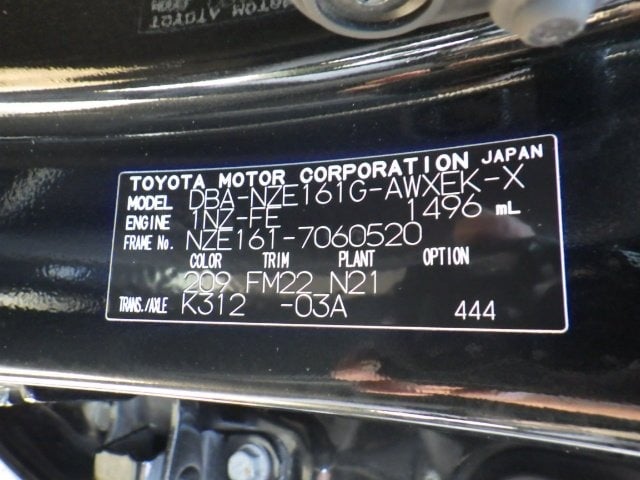 TOYOTA MOTOR CORPORATION JAPAN
MODEL DBA-NZE161G-AWXEK-X
ENGINE 1NZ-FE 1496 mL
FRAME No. NZE161-7060520
COLOR TRIM PLANT OPTION
209 FM22 N21
TRANS./AXLE K312 -03A 444